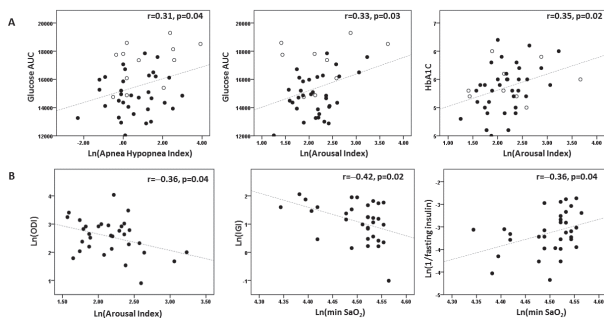 A
r=0.31, p=0.04
Glucose AUC
20000
18000
16000
14000
12000
-2.00 .00 2.00 4.00
Ln(Apnea Hypopnea Index)
r=0.33, p=0.03
Glucose AUC
20000
18000
16000
14000
12000
1.00 1.50 2.00 2.50 3.00 3.50 4.00
Ln(Arousal Index)
r=0.35, p=0.02
HbA1C
6
6
5
5
1.00 1.50 2.00 2.50 3.00 3.50 4.00
Ln(Arousal Index)
B
r=−0.36, p=0.04
Ln(ODI)
4
3
2
1
1.50 2.00 2.50 3.00 3.50
Ln(Arousal Index)
r=−0.42, p=0.02
Ln(IGI)
2
1
0
-1
4.30 4.35 4.40 4.45 4.50 4.55 4.60
Ln(min SaO2)
r=−0.36, p=0.04
Ln(1/fasting insulin)
-2
-3
-3
-4
-4
4.30 4.35 4.40 4.45 4.50 4.55 4.60
Ln(min SaO2)